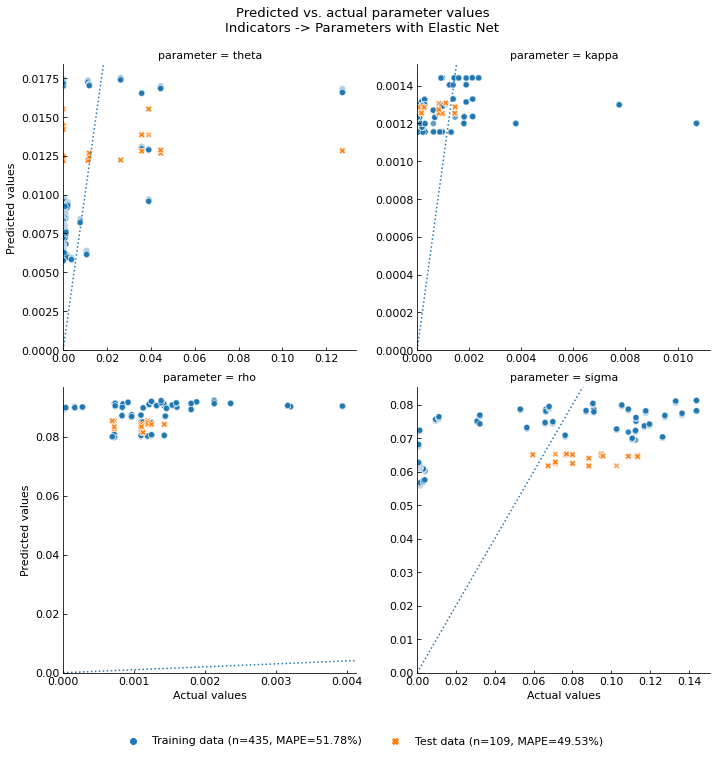 Predicted vs. actual parameter values
Indicators -> Parameters with Elastic Net
parameter = theta
0.0175
0.0150
0.0125
0.0100
0.0075
0.0050
0.0025
0.0000
Predicted values
0.00 0.02 0.04 0.06 0.08 0.10 0.12
parameter = kappa
0.0014
0.0012
0.0010
0.0008
0.0006
0.0004
0.0002
0.0000
0.000 0.002 0.004 0.006 0.008 0.010
parameter = rho
0.08
0.06
0.04
0.02
0.00
Predicted values
0.000 0.001 0.002 0.003 0.004
Actual values
parameter = sigma
0.08
0.07
0.06
0.05
0.04
0.03
0.02
0.01
0.00
0.00 0.02 0.04 0.06 0.08 0.10 0.12 0.14
Actual values
Training data (n=435, MAPE=51.78%)
Test data (n=109, MAPE=49.53%)